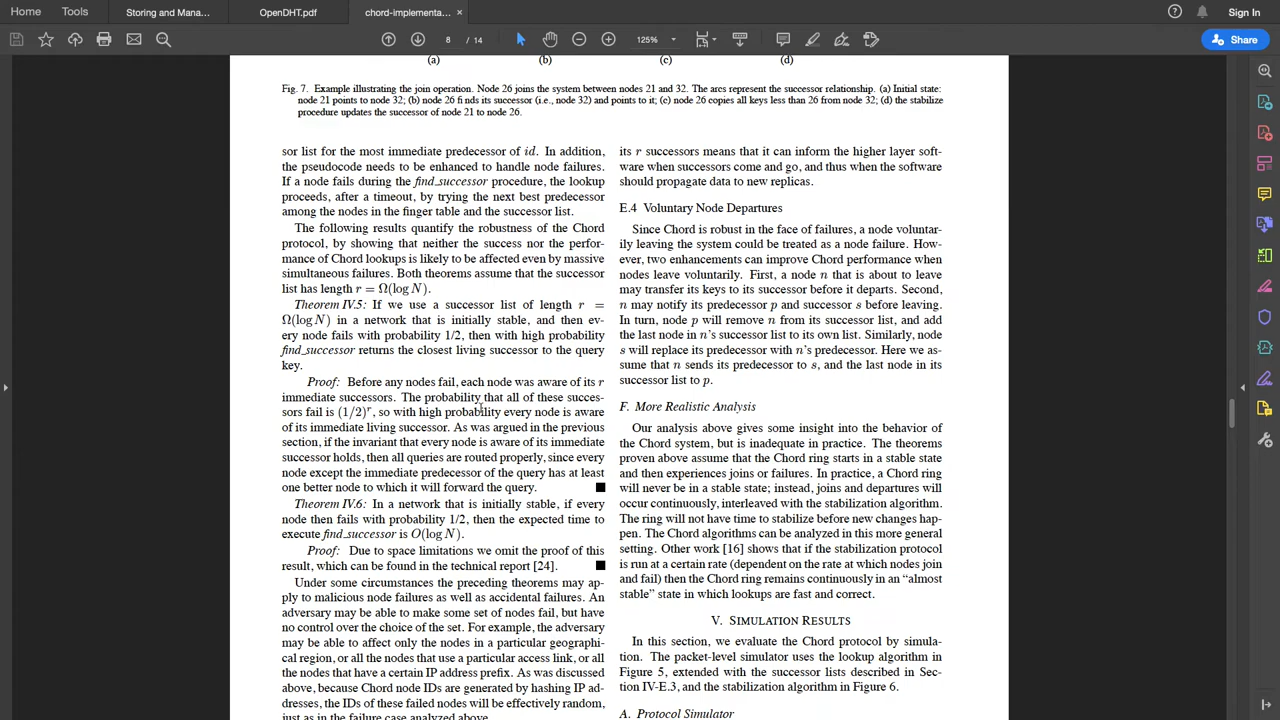 Home
Tools
Storing and Mana...
OpenDHT.pdf
chord-implementa...
×
Sign In
8 / 14
125%
Share
(a) (b) (c) (d)
Fig. 7. Example illustrating the join operation. Node 26 joins the system between nodes 21 and 32. The arcs represent the successor relationship. (a) Initial state:
node 21 points to node 32; (b) node 26 finds its successor (i.e., node 32) and points to it; (c) node 26 copies all keys less than 26 from node 32; (d) the stabilize
procedure updates the successor of node 21 to node 26.
sor list for the most immediate predecessor of id. In addition,
the pseudocode needs to be enhanced to handle node failures.
If a node fails during the find_successor procedure, the lookup
proceeds, after a timeout, by trying the next best predecessor
among the nodes in the finger table and the successor list.
The following results quantify the robustness of the Chord
protocol, by showing that neither the success nor the perfor-
mance of Chord lookups is likely to be affected even by massive
simultaneous failures. Both theorems assume that the successor
list has length r = Ω(log N).
Theorem IV.5: If we use a successor list of length r =
Ω(log N) in a network that is initially stable, and then ev-
ery node fails with probability 1/2, then with high probability
find_successor returns the closest living successor to the query
key.
Proof: Before any nodes fail, each node was aware of its r
immediate successors. The probability that all of these succes-
sors fail is (1/2)^r, so with high probability every node is aware
of its immediate living successor. As was argued in the previous
section, if the invariant that every node is aware of its immediate
successor holds, then all queries are routed properly, since every
node except the immediate predecessor of the query has at least
one better node to which it will forward the query. ■
Theorem IV.6: In a network that is initially stable, if every
node then fails with probability 1/2, then the expected time to
execute find_successor is O(log N).
Proof: Due to space limitations we omit the proof of this
result, which can be found in the technical report [24]. ■
Under some circumstances the preceding theorems may ap-
ply to malicious node failures as well as accidental failures. An
adversary may be able to make some set of nodes fail, but have
no control over the choice of the set. For example, the adversary
may be able to affect only the nodes in a particular geographi-
cal region, or all the nodes that use a particular access link, or all
the nodes that have a certain IP address prefix. As was discussed
above, because Chord node IDs are generated by hashing IP ad-
dresses, the IDs of these failed nodes will be effectively random,
just as in the failure case analyzed above.
its r successors means that it can inform the higher layer soft-
ware when successors come and go, and thus when the software
should propagate data to new replicas.
E.4 Voluntary Node Departures
Since Chord is robust in the face of failures, a node voluntar-
ily leaving the system could be treated as a node failure. How-
ever, two enhancements can improve Chord performance when
nodes leave voluntarily. First, a node n that is about to leave
may transfer its keys to its successor before it departs. Second,
n may notify its predecessor p and successor s before leaving.
In turn, node p will remove n from its successor list, and add
the last node in n's successor list to its own list. Similarly, node
s will replace its predecessor with n's predecessor. Here we as-
sume that n sends its predecessor to s, and the last node in its
successor list to p.
F. More Realistic Analysis
Our analysis above gives some insight into the behavior of
the Chord system, but is inadequate in practice. The theorems
proven above assume that the Chord ring starts in a stable state
and then experiences joins or failures. In practice, a Chord ring
will never be in a stable state; instead, joins and departures will
occur continuously, interleaved with the stabilization algorithm.
The ring will not have time to stabilize before new changes hap-
pen. The Chord algorithms can be analyzed in this more general
setting. Other work [16] shows that if the stabilization protocol
is run at a certain rate (dependent on the rate at which nodes join
and fail) then the Chord ring remains continuously in an "almost
stable" state in which lookups are fast and correct.
V. SIMULATION RESULTS
In this section, we evaluate the Chord protocol by simula-
tion. The packet-level simulator uses the lookup algorithm in
Figure 5, extended with the successor lists described in Sec-
tion IV-E.3, and the stabilization algorithm in Figure 6.
A. Protocol Simulator